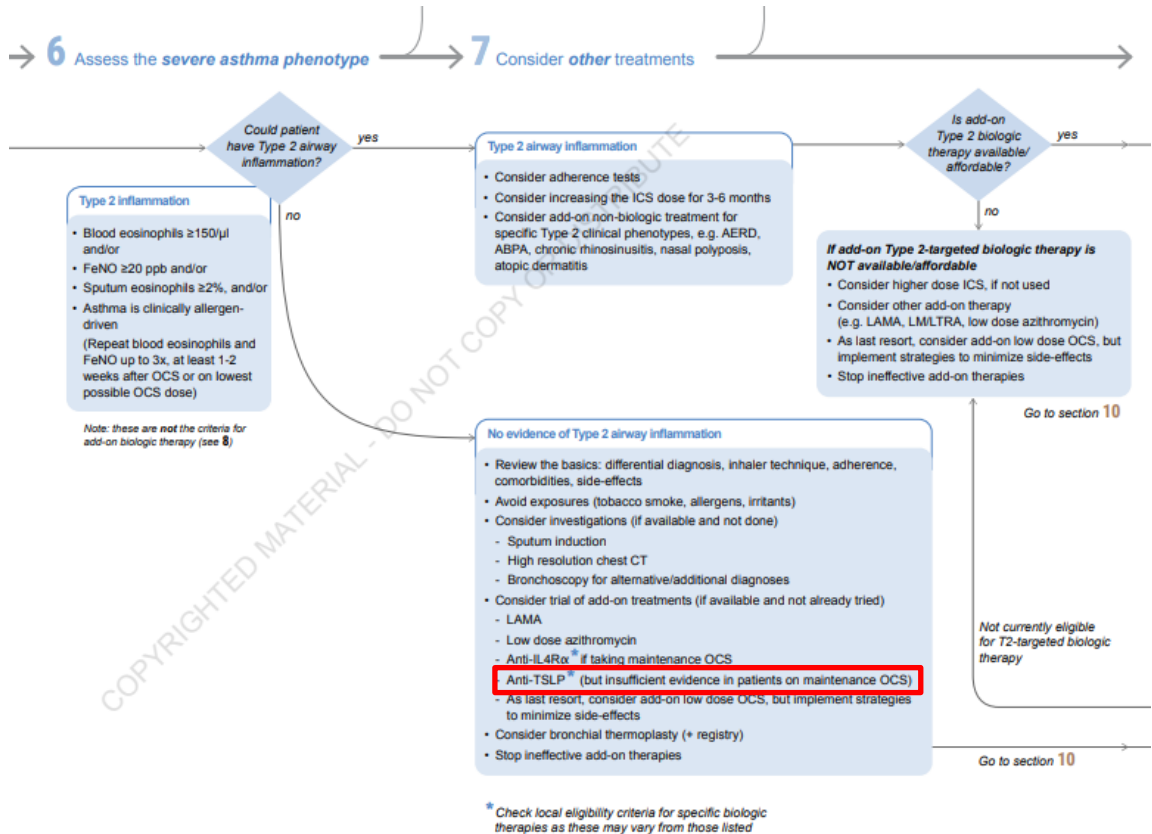 6 Assess the severe asthma phenotype
7 Consider other treatments
Could patient
have Type 2 airway
inflammation?
yes
no
Type 2 inflammation
• Blood eosinophils ≥150/μl
and/or
• FeNO ≥20 ppb and/or
• Sputum eosinophils ≥2%, and/or
• Asthma is clinically allergen-
driven
(Repeat blood eosinophils and
FeNO up to 3x, at least 1-2
weeks after OCS or on lowest
possible OCS dose)
Note: these are not the criteria for
add-on biologic therapy (see 8)
Type 2 airway inflammation
• Consider adherence tests
• Consider increasing the ICS dose for 3-6 months
• Consider add-on non-biologic treatment for
specific Type 2 clinical phenotypes, e.g. AERD,
ABPA, chronic rhinosinusitis, nasal polyposis,
atopic dermatitis
Is add-on
Type 2 biologic
therapy available/
affordable?
yes
no
If add-on Type 2-targeted biologic therapy is
NOT available/affordable
• Consider higher dose ICS, if not used
• Consider other add-on therapy
(e.g. LAMA, LM/LTRA, low dose azithromycin)
• As last resort, consider add-on low dose OCS, but
implement strategies to minimize side-effects
• Stop ineffective add-on therapies
Go to section 10
No evidence of Type 2 airway inflammation
• Review the basics: differential diagnosis, inhaler technique, adherence,
comorbidities, side-effects
• Avoid exposures (tobacco smoke, allergens, irritants)
• Consider investigations (if available and not done)
- Sputum induction
- High resolution chest CT
- Bronchoscopy for alternative/additional diagnoses
• Consider trial of add-on treatments (if available and not already tried)
- LAMA
- Low dose azithromycin
- Anti-IL4Rα* if taking maintenance OCS
- Anti-TSLP* (but insufficient evidence in patients on maintenance OCS)
- As last resort, consider add-on low dose OCS, but implement strategies
to minimize side-effects
• Consider bronchial thermoplasty (+ registry)
• Stop ineffective add-on therapies
Not currently eligible
for T2-targeted biologic
therapy
Go to section 10
* Check local eligibility criteria for specific biologic
therapies as these may vary from those listed
COPYRIGHTED MATERIAL - DO NOT COPY OR DISTRIBUTE